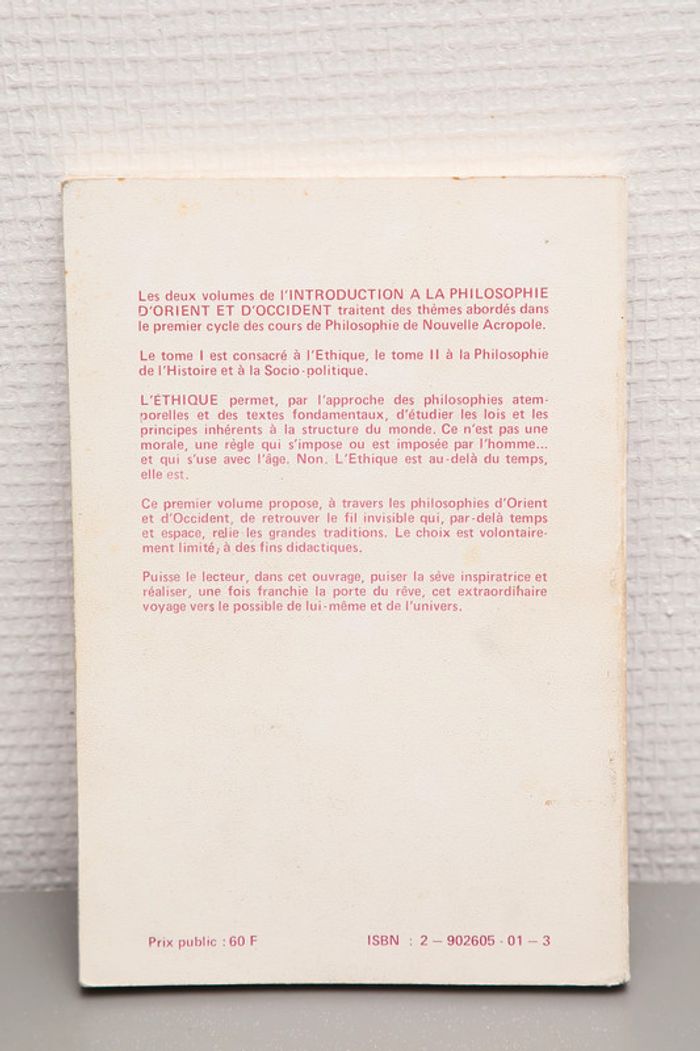 Les deux volumes de l'INTRODUCTION A LA PHILOSOPHIE
D'ORIENT ET D'OCCIDENT traitent des thèmes abordés dans
le premier cycle des cours de Philosophie de Nouvelle Acropole.
Le tome I est consacré à l'Ethique, le tome II à la Philosophie
de l'Histoire et à la Socio-politique.
L'ÉTHIQUE permet, par l'approche des philosophies atem-
porelles et des textes fondamentaux, d'étudier les lois et les
principes inhérents à la structure du monde. Ce n'est pas une
morale, une règle qui s'impose ou est imposée par l'homme...
et qui s'use avec l'âge. Non. L'Ethique est au-delà du temps,
elle est.
Ce premier volume propose, à travers les philosophies d'Orient
et d'Occident, de retrouver le fil invisible qui, par-delà temps
et espace, relie les grandes traditions. Le choix est volontaire-
ment limité, à des fins didactiques.
Puisse le lecteur, dans cet ouvrage, puiser la séve inspiratrice et
réaliser, une fois franchie la porte du rêve, cet extraordinaire
voyage vers le possible de lui-même et de l'univers.
Prix public : 60 F
ISBN : 2 – 902605 - 01 – 3